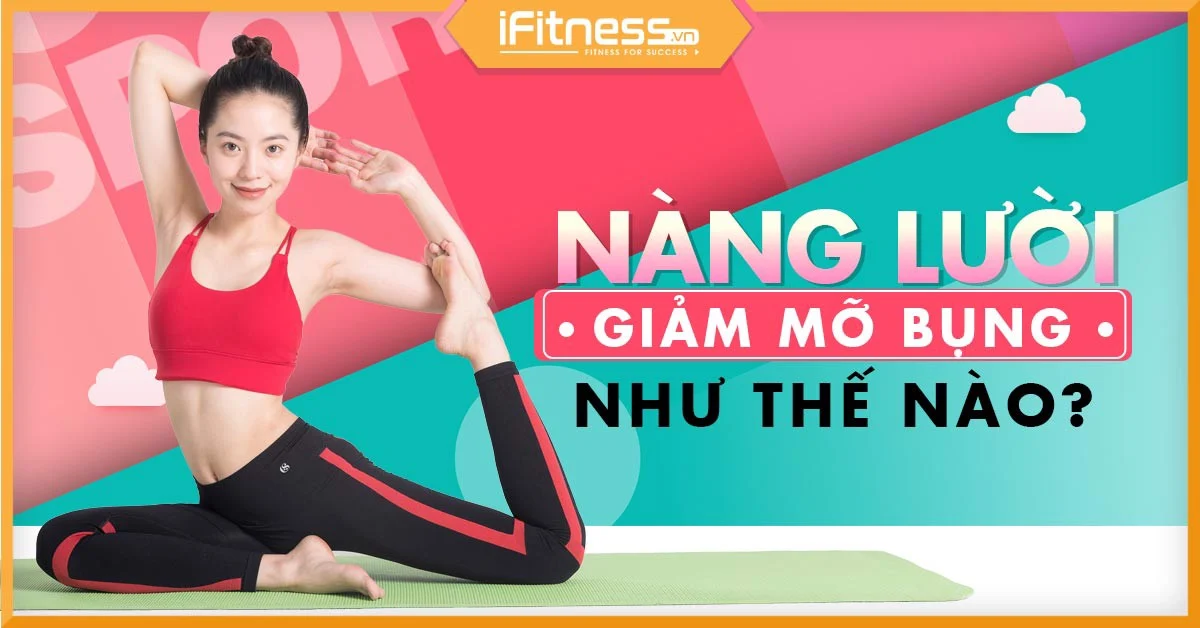 iFitness.vn
FITNESS FOR SUCCESS
SPOR
NÀNG LƯỜI
• GIẢM MỠ BỤNG •
NHƯ THẾ NÀO?